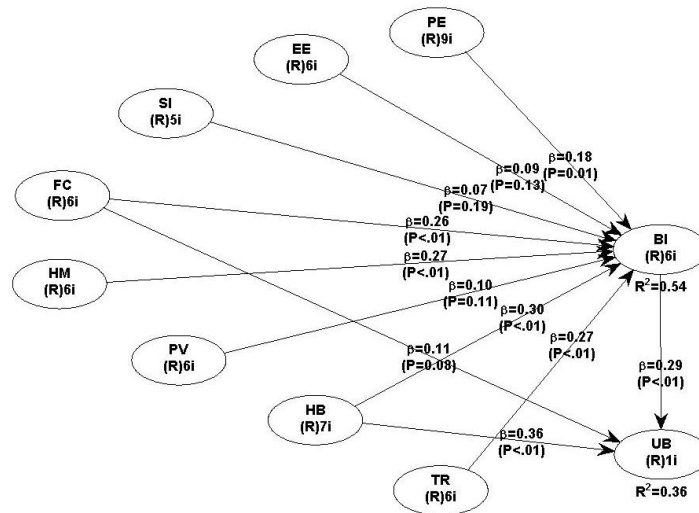 PE
(R)9i
EE
(R)6i
SI
(R)5i
β=0.18
(P=0.01)
β=0.09
(P=0.13)
β=0.07
(P=0.19)
FC
(R)6i
β=0.26
(P<.01)
BI
(R)6i
R²=0.54
HM
(R)6i
β=0.27
(P<.01)
β=0.10
(P=0.11)
β=0.30
(P<.01)
β=0.27
(P<.01)
PV
(R)6i
β=0.11
(P=0.08)
β=0.29
(P<.01)
HB
(R)7i
β=0.36
(P<.01)
UB
(R)1i
R²=0.36
TR
(R)6i